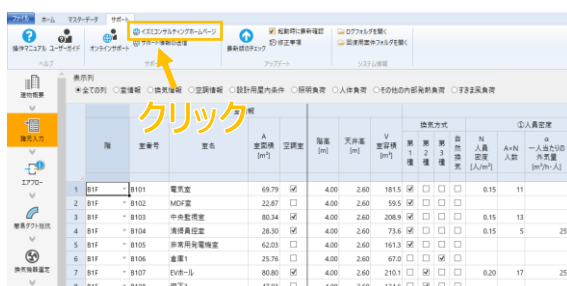 ファイル ホーム マスターデータ サポート
操作マニュアル ユーザーガイド オンラインサポート イズミコンサルティングホームページ サポート情報の送信 最新版のチェック 起動時に最新確認 修正事項 ログフォルダを開く 回復用案件フォルダを開く
ヘルプ サポート アップデート システム情報
クリック
建物概要
諸元入力
エアフロー
簡易ダクト抵抗
換気機器選定
表示列
全ての列 室情報 換気情報 空調情報 設計用屋内条件 照明負荷 人体負荷 その他の内部発熱負荷 すきま風負荷
換気方式 ①人員密度
階 室番号 室名 A 室面積 [m²] 空調室 階高 [m] 天井高 [m] V 室容積 [m³] 第1種 第2種 第3種 自然換気 N 人員密度 [人/m²] A×N 人数 α 一人当たりの外気量 [m³/h・人]
1 B1F B101 電気室 69.79 4.00 2.60 181.5 0.15 11
2 B1F B102 MDF室 22.87 4.00 2.60 59.5
3 B1F B103 中央監視室 80.34 4.00 2.60 208.9 0.15 13
4 B1F B104 清掃員控室 28.30 4.00 2.60 73.6 0.15 5 25
5 B1F B105 非常用発電機室 62.03 4.00 2.60 161.3
6 B1F B106 倉庫1 25.76 4.00 2.60 67.0
7 B1F B107 EVホール 80.80 4.00 2.60 210.1 0.20 17 25